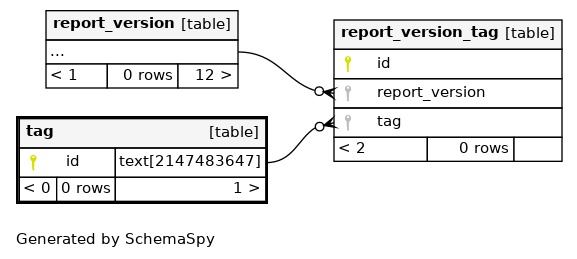 report_version [table]
...
< 1 0 rows 12 >
tag [table]
id text[2147483647]
< 0 0 rows 1 >
report_version_tag [table]
id
report_version
tag
< 2 0 rows
Generated by SchemaSpy